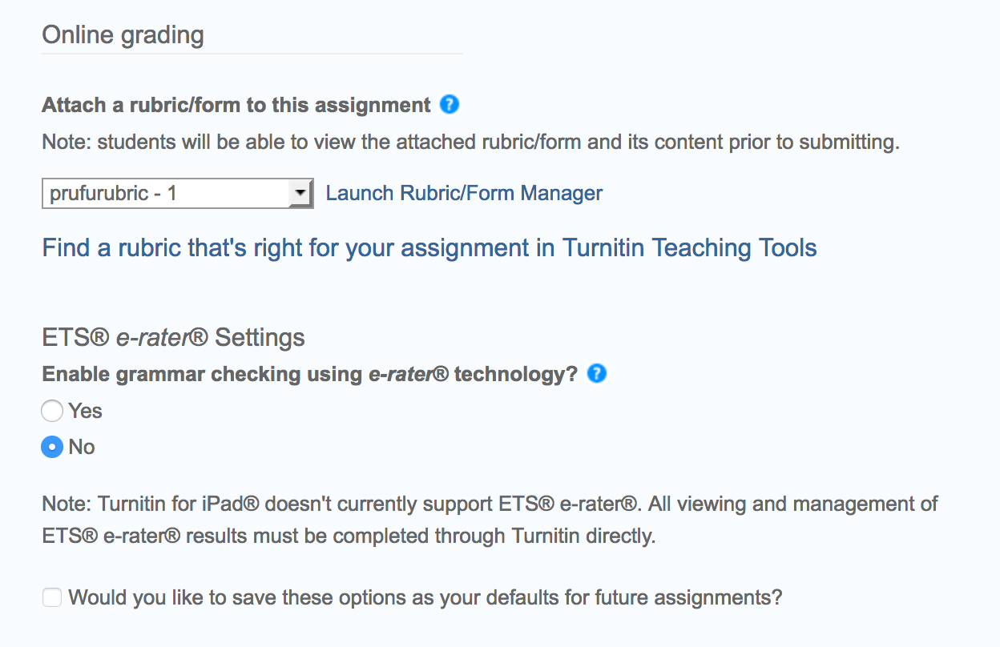 Online grading
Attach a rubric/form to this assignment ?
Note: students will be able to view the attached rubric/form and its content prior to submitting.
prufurubric - 1 Launch Rubric/Form Manager
Find a rubric that's right for your assignment in Turnitin Teaching Tools
ETS® e-rater® Settings
Enable grammar checking using e-rater® technology? ?
Yes
No
Note: Turnitin for iPad® doesn't currently support ETS® e-rater®. All viewing and management of
ETS® e-rater® results must be completed through Turnitin directly.
Would you like to save these options as your defaults for future assignments?